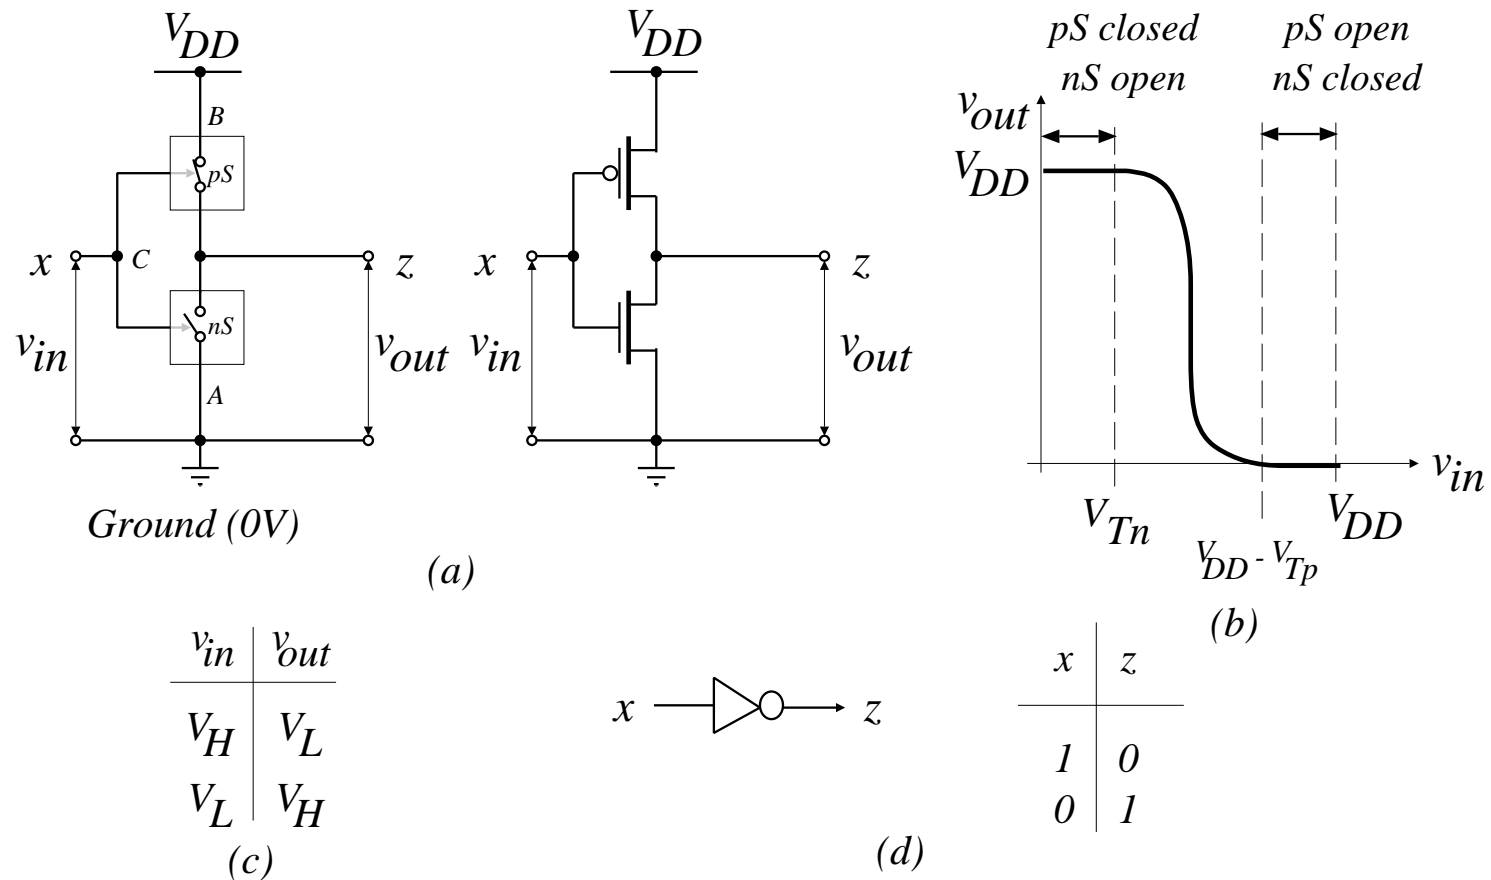 V_DD
B
pS
x
C
z
nS
v_in
v_out
A
Ground (0V)
V_DD
x
z
v_in
v_out
(a)
pS closed
nS open
pS open
nS closed
v_out
V_DD
v_in
V_Tn
V_DD - V_Tp
V_DD
(b)
v_in v_out
V_H V_L
V_L V_H
(c)
x z
x z
1 0
0 1
(d)